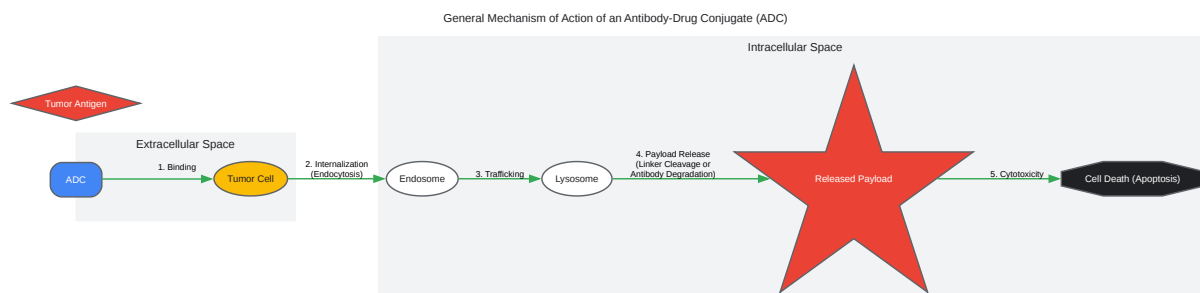 General Mechanism of Action of an Antibody-Drug Conjugate (ADC)
Intracellular Space
Tumor Antigen
Extracellular Space
ADC
1. Binding
Tumor Cell
2. Internalization
(Endocytosis)
Endosome
3. Trafficking
Lysosome
4. Payload Release
(Linker Cleavage or
Antibody Degradation)
Released Payload
5. Cytotoxicity
Cell Death (Apoptosis)